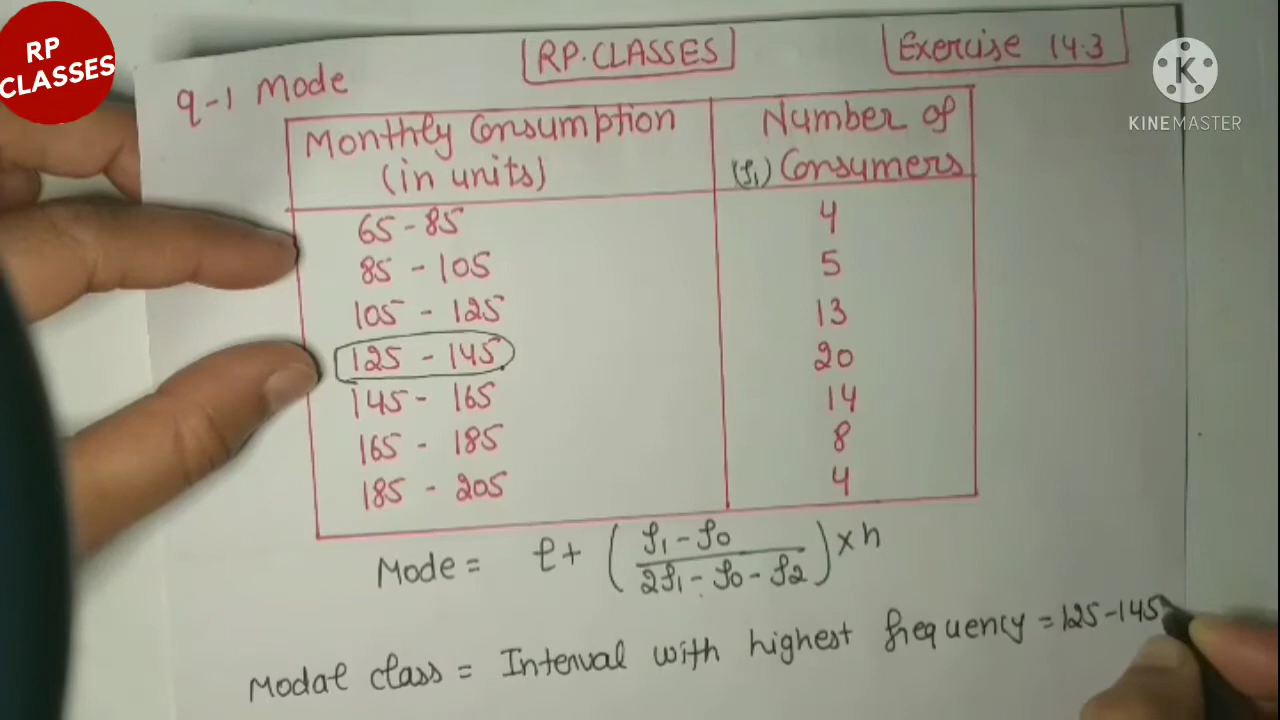 RP
CLASSES
RP.CLASSES
Exercise 14.3
K
KINEMASTER
q-1 Mode
Monthly Consumption
(in units)
Number of
(f1) Consumers
65-85 4
85-105 5
105-125 13
125-145 20
145-165 14
165-185 8
185-205 4
Mode = l + (f1-f0 / 2f1-f0-f2) × h
Modal class = Interval with highest frequency = 125-145